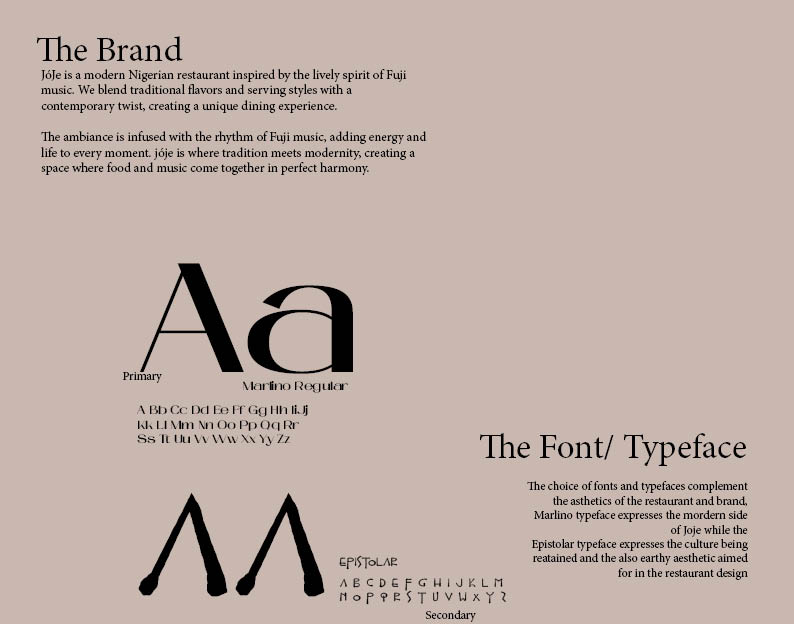 The Brand
JóJe is a modern Nigerian restaurant inspired by the lively spirit of Fuji
music. We blend traditional flavors and serving styles with a
contemporary twist, creating a unique dining experience.
The ambiance is infused with the rhythm of Fuji music, adding energy and
life to every moment. jóje is where tradition meets modernity, creating a
space where food and music come together in perfect harmony.
Aa
Primary
Marlino Regular
A Bb Cc Dd Ee Ff Gg Hh Ii Jj
Kk Ll Mm Nn Oo Pp Qq Rr
Ss Tt Uu Vv Ww Xx Yy Zz
The Font/ Typeface
The choice of fonts and typefaces complement
the asthetics of the restaurant and brand,
Marlino typeface expresses the mordern side
of Joje while the
Epistolar typeface expresses the culture being
reatained and the also earthy aesthetic aimed
for in the restaurant design
AA
EPISTOLAR
A B C D E F G H I J K L M
N O P Q R S T U V W X Y Z
Secondary